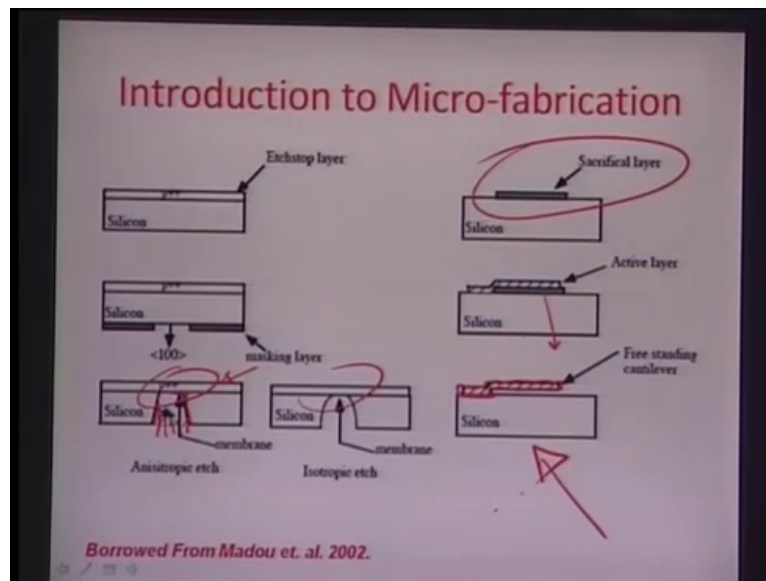 Introduction to Micro-fabrication
Etchstop layer
Silicon
Silicon
<100>
masking layer
Silicon
membrane
Anisitropic etch
Silicon
membrane
Isotropic etch
Sacrifical layer
Silicon
Active layer
Silicon
Free standing
cantilever
Silicon
Borrowed From Madou et. al. 2002.